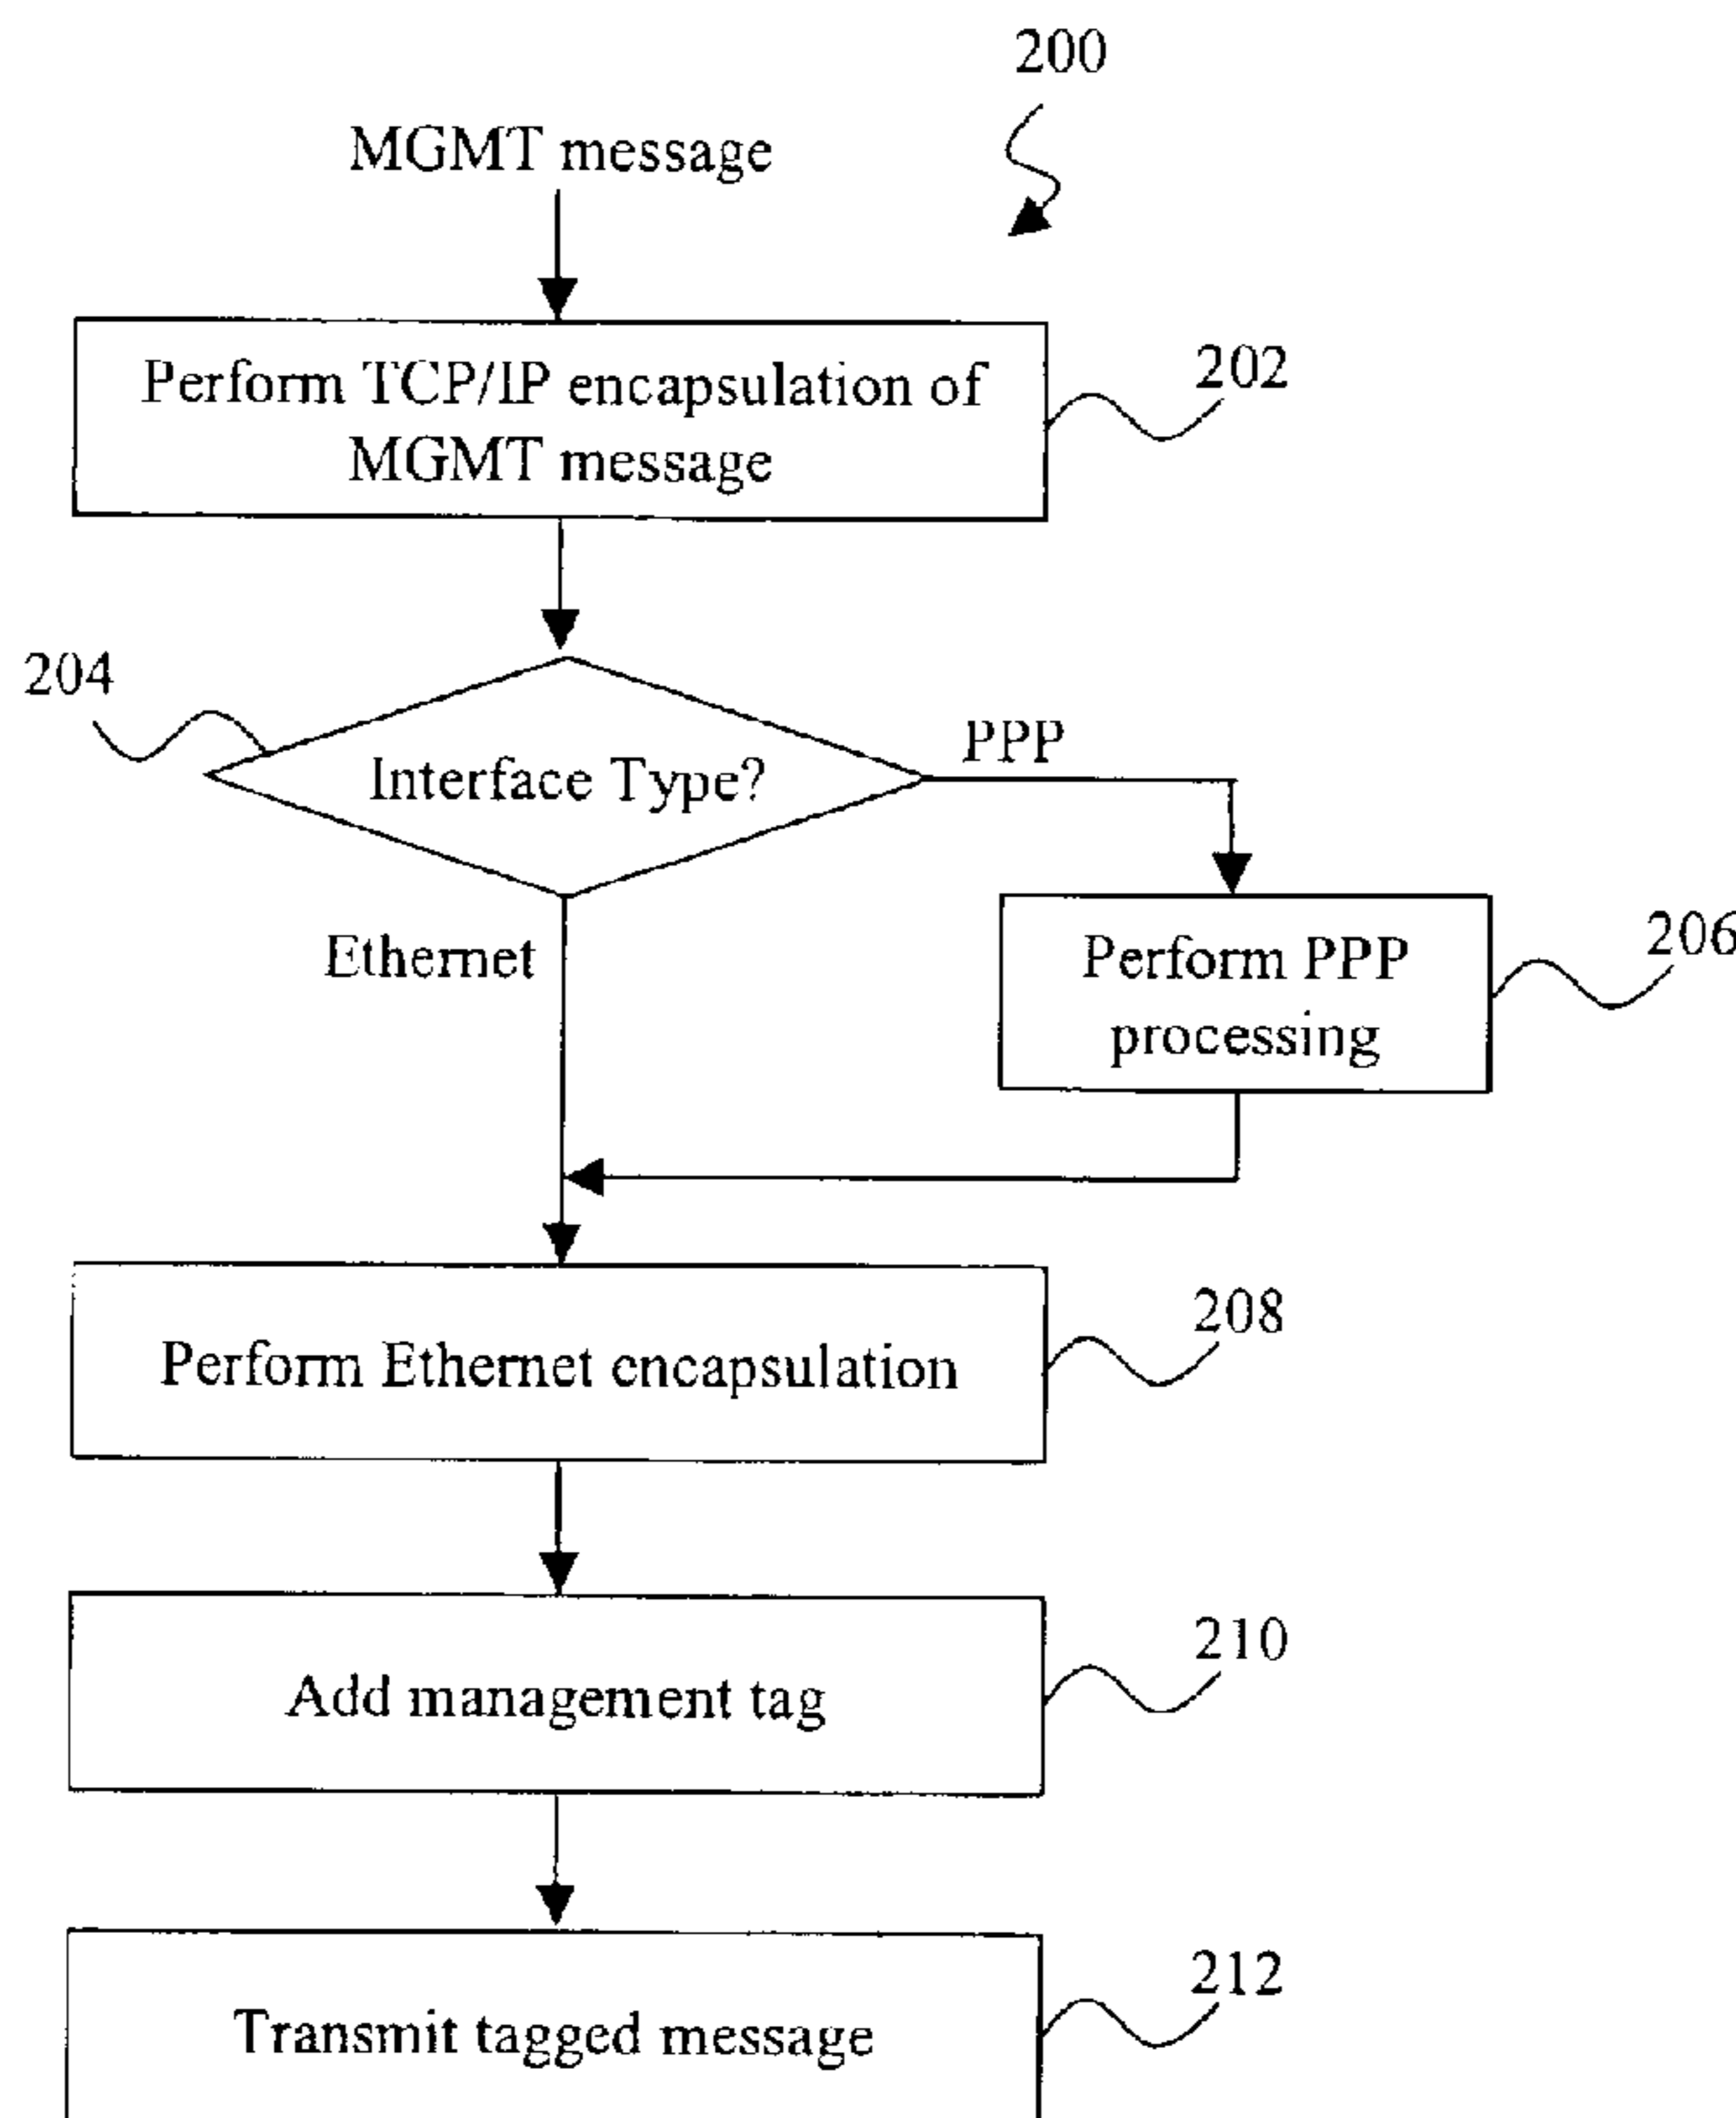 200
MGMT message
Perform TCP/IP encapsulation of
MGMT message
202
204
Interface Type?
PPP
Ethernet
Perform PPP
processing
206
Perform Ethernet encapsulation
208
Add management tag
210
Transmit tagged message
212